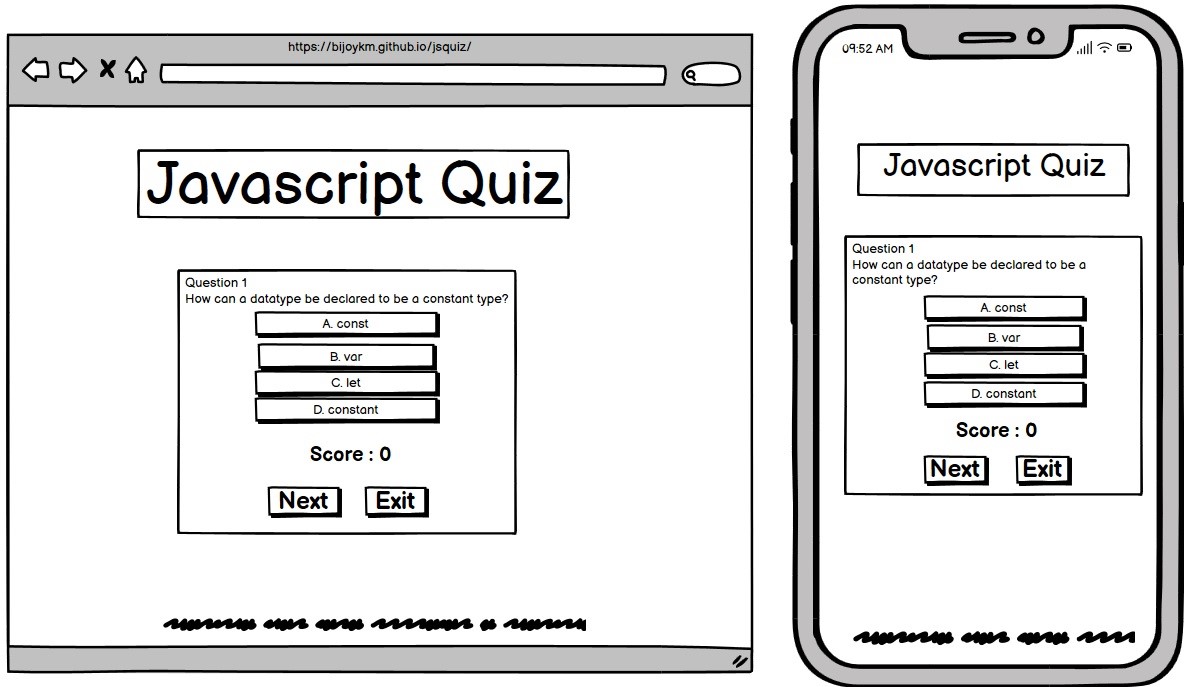 https://bijoykm.github.io/jsquiz/
Javascript Quiz
Question 1
How can a datatype be declared to be a constant type?
A. const
B. var
C. let
D. constant
Score : 0
Next
Exit
09:52 AM
Javascript Quiz
Question 1
How can a datatype be declared to be a
constant type?
A. const
B. var
C. let
D. constant
Score : 0
Next
Exit